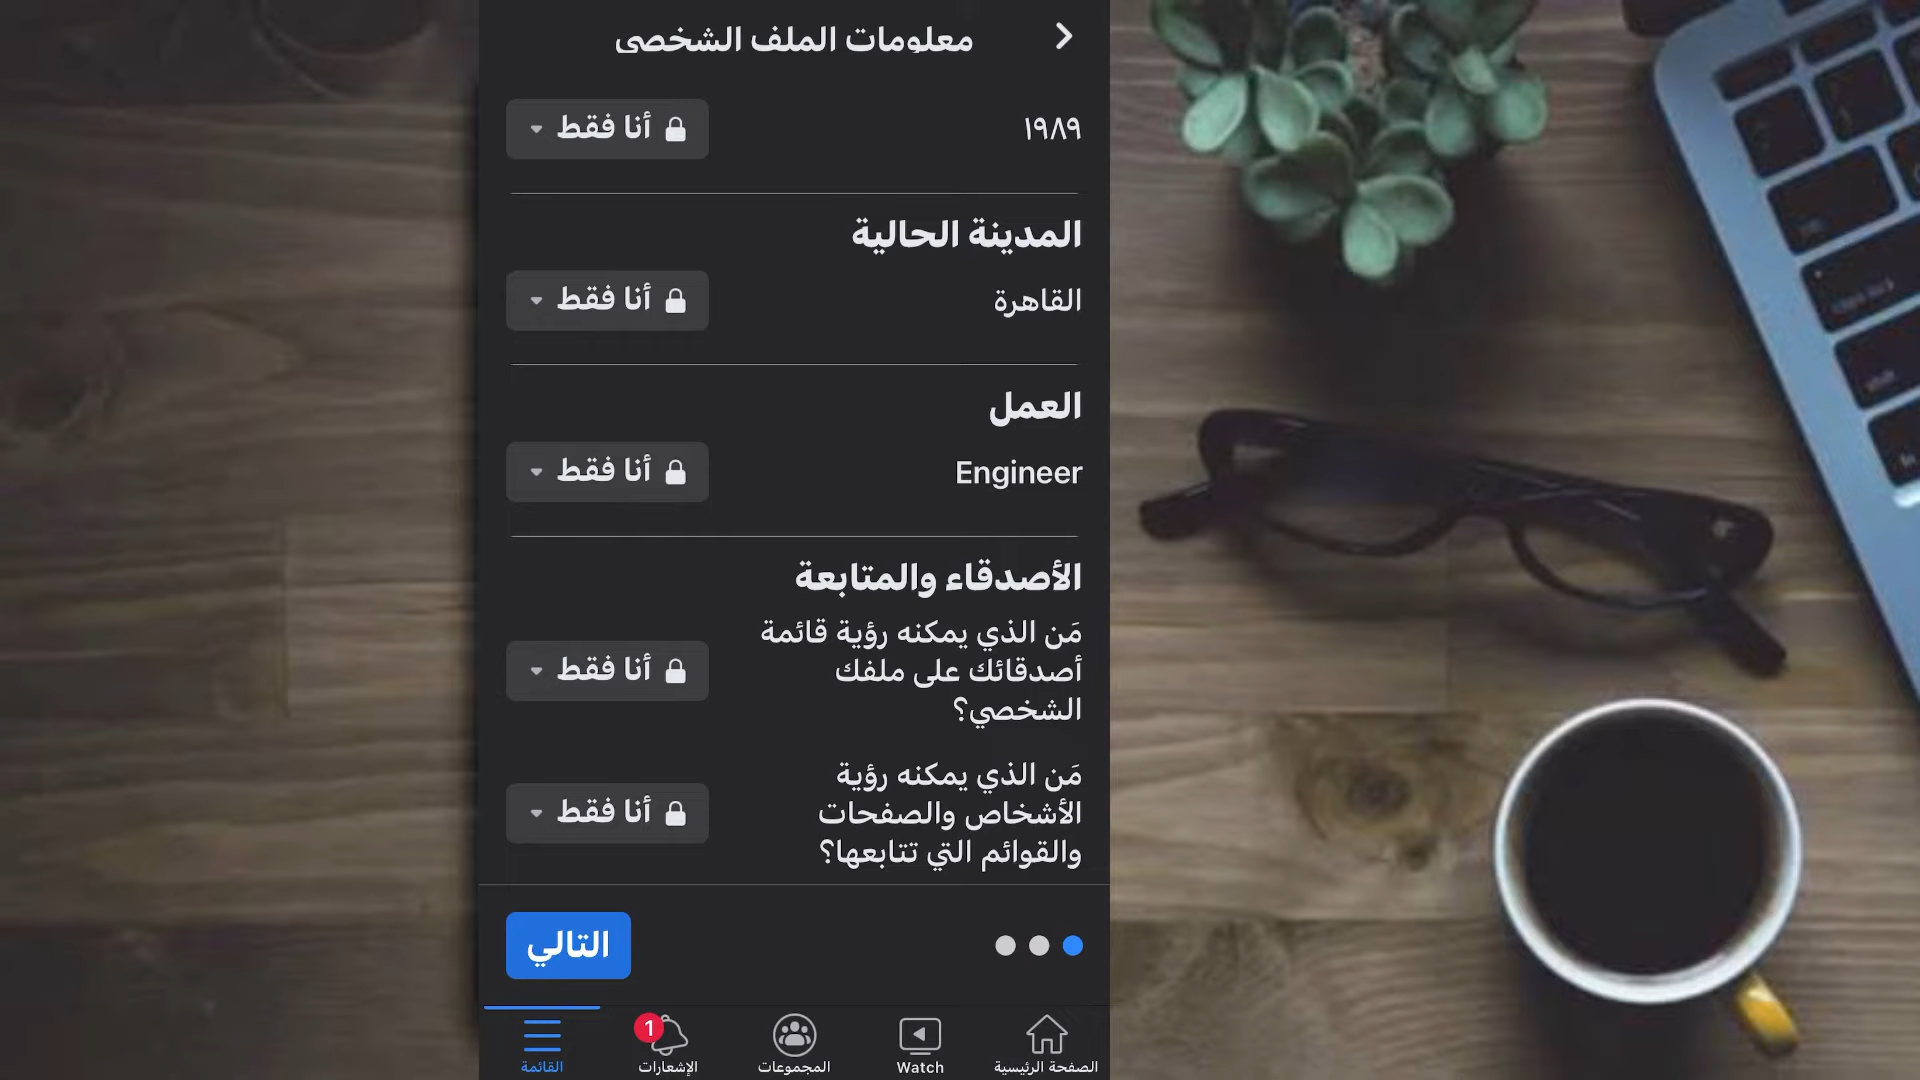 معلومات الملف الشخصي
١٩٨٩
أنا فقط
المدينة الحالية
القاهرة
أنا فقط
العمل
Engineer
أنا فقط
الأصدقاء والمتابعة
مَن الذي يمكنه رؤية قائمة
أصدقائك على ملفك
الشخصي؟
أنا فقط
مَن الذي يمكنه رؤية
الأشخاص والصفحات
والقوائم التي تتابعها؟
أنا فقط
التالي
الصفحة الرئيسية
Watch
المجموعات
1
الإشعارات
القائمة